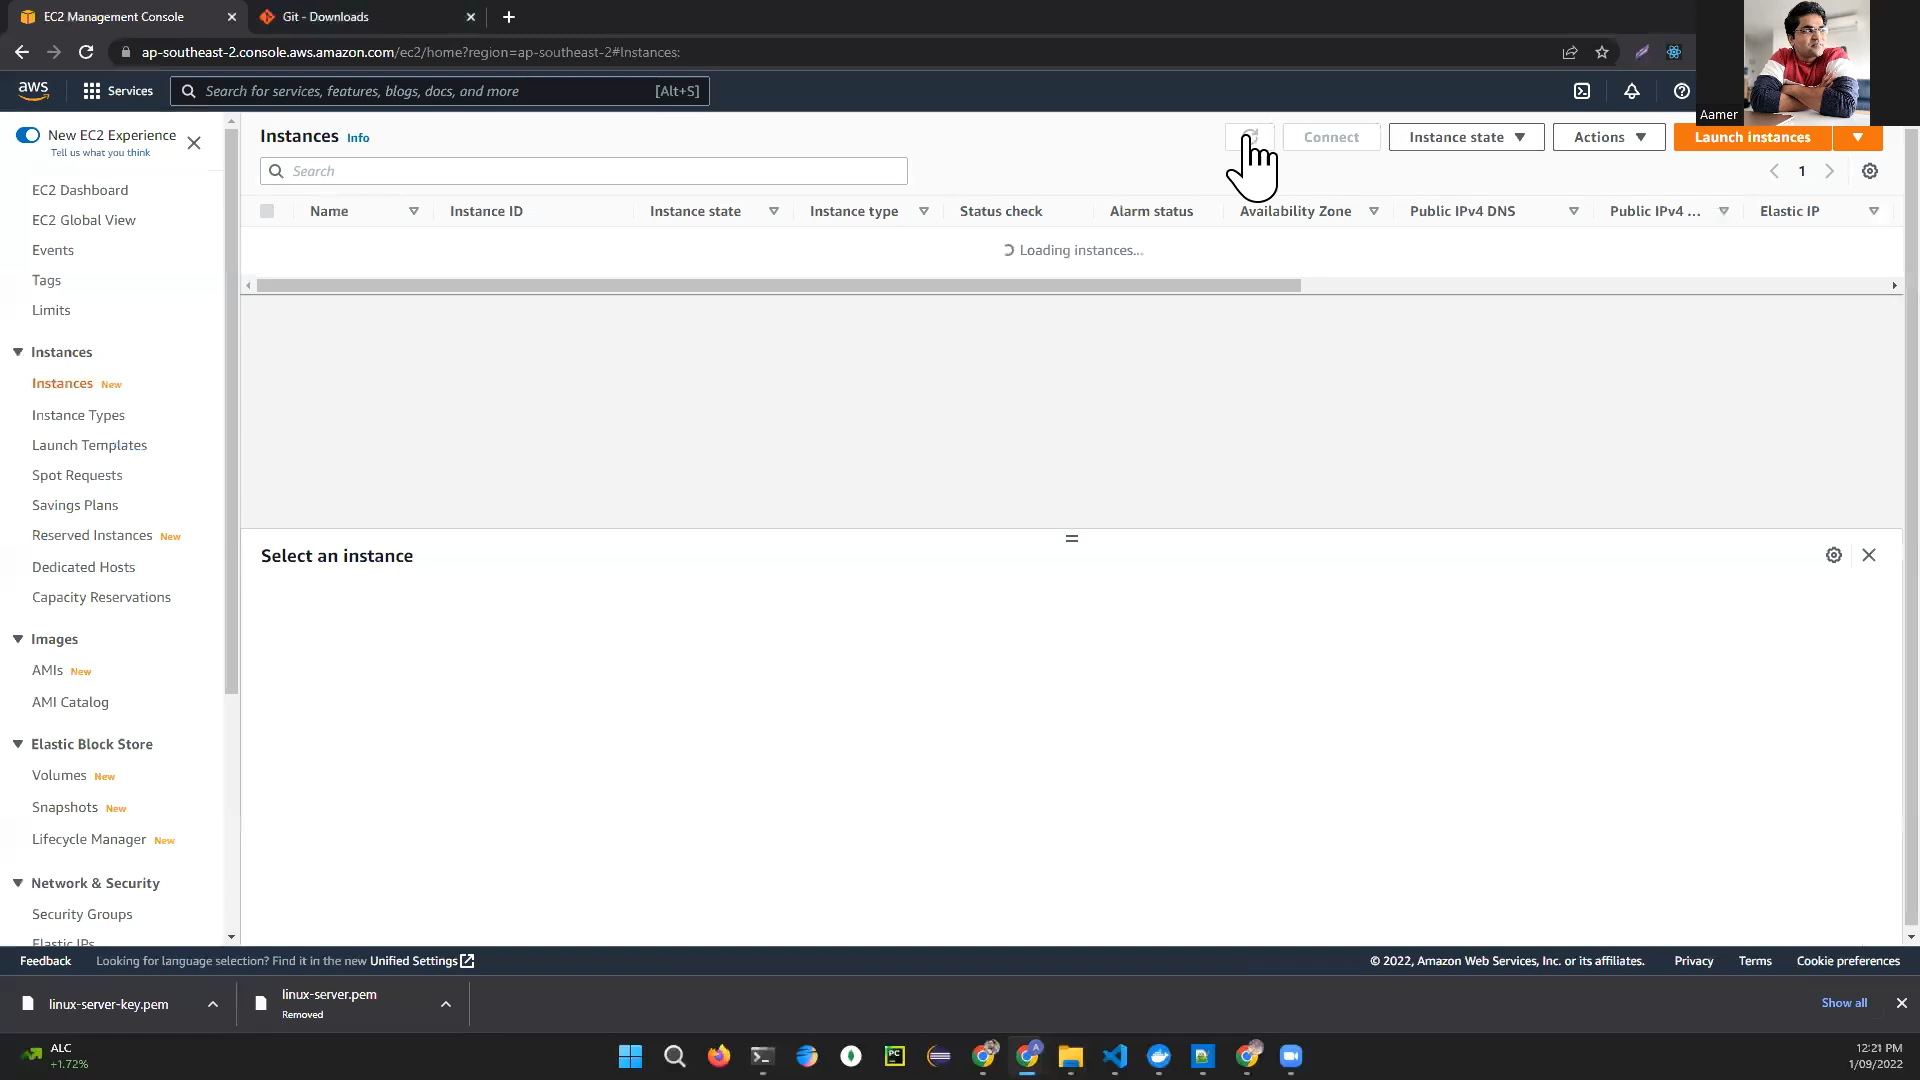 EC2 Management Console
Git - Downloads
ap-southeast-2.console.aws.amazon.com/ec2/home?region=ap-southeast-2#Instances:
aws
Services
Search for services, features, blogs, docs, and more
[Alt+S]
Aamer
New EC2 Experience
Tell us what you think
EC2 Dashboard
EC2 Global View
Events
Tags
Limits
Instances
Instances New
Instance Types
Launch Templates
Spot Requests
Savings Plans
Reserved Instances New
Dedicated Hosts
Capacity Reservations
Images
AMIs New
AMI Catalog
Elastic Block Store
Volumes New
Snapshots New
Lifecycle Manager New
Network & Security
Security Groups
Elastic IPs
Instances Info
Connect
Instance state
Actions
Launch instances
Search
1
Name
Instance ID
Instance state
Instance type
Status check
Alarm status
Availability Zone
Public IPv4 DNS
Public IPv4 ...
Elastic IP
Loading instances...
Select an instance
Feedback
Looking for language selection? Find it in the new Unified Settings
© 2022, Amazon Web Services, Inc. or its affiliates.
Privacy
Terms
Cookie preferences
linux-server-key.pem
linux-server.pem
Removed
Show all
ALC
+1.72%
PC
A
12:21 PM
1/09/2022